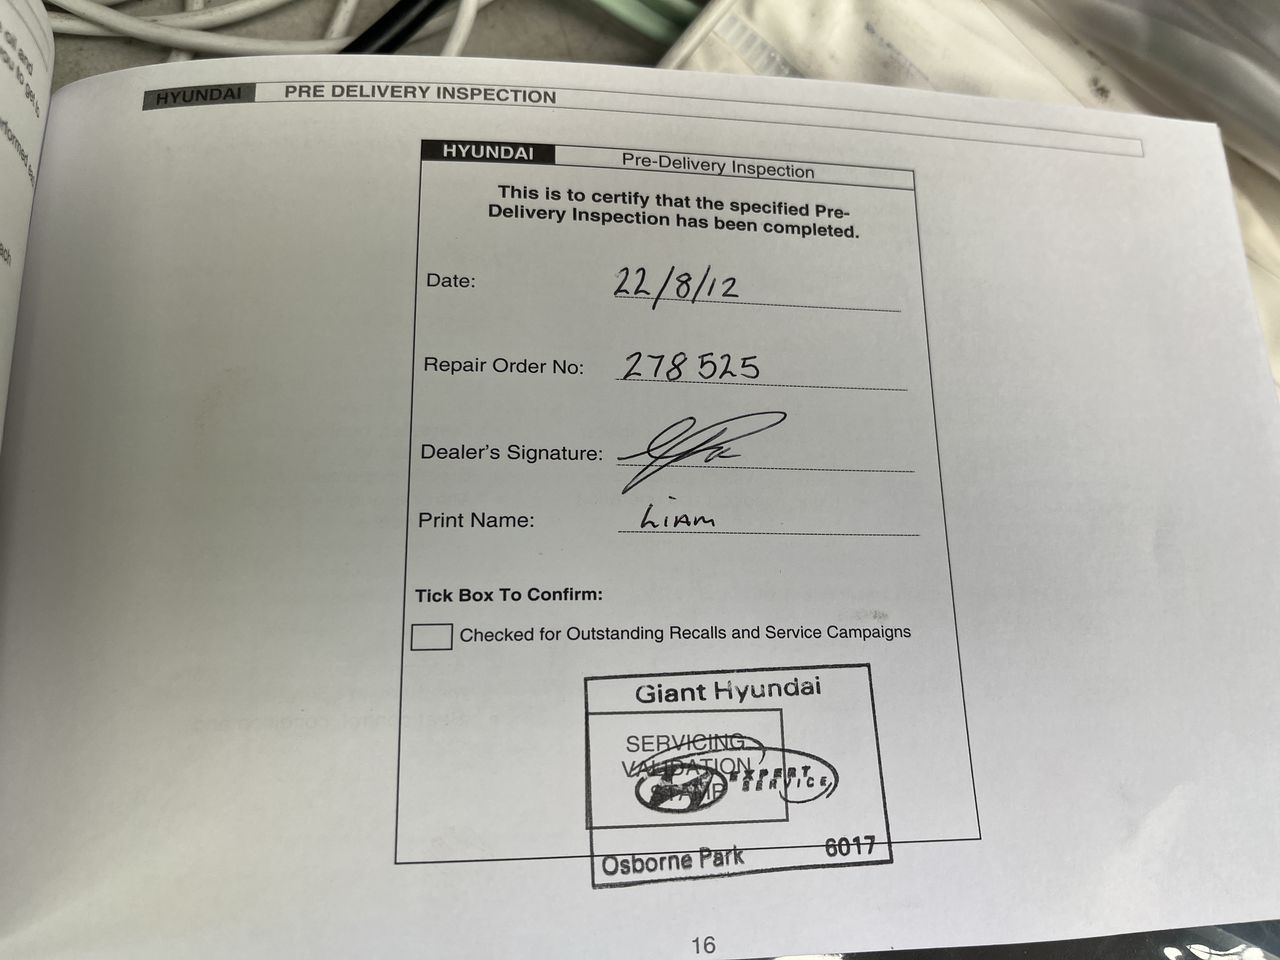 HYUNDAI PRE DELIVERY INSPECTION
HYUNDAI Pre-Delivery Inspection
This is to certify that the specified Pre-
Delivery Inspection has been completed.
Date: 22/8/12
Repair Order No: 278525
Dealer's Signature:
Print Name: Liam
Tick Box To Confirm:
Checked for Outstanding Recalls and Service Campaigns
Giant Hyundai
SERVICING
VALIDATION
STAMP
EXPERT
SERVICE
Osborne Park 6017
16